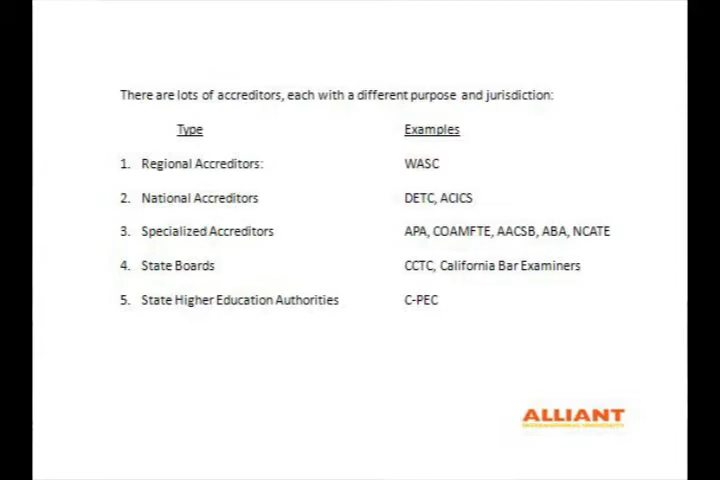 There are lots of accreditors, each with a different purpose and jurisdiction:
Type Examples
1. Regional Accreditors: WASC
2. National Accreditors DETC, ACICS
3. Specialized Accreditors APA, COAMFTE, AACSB, ABA, NCATE
4. State Boards CCTC, California Bar Examiners
5. State Higher Education Authorities C-PEC
ALLIANT
INTERNATIONAL UNIVERSITY